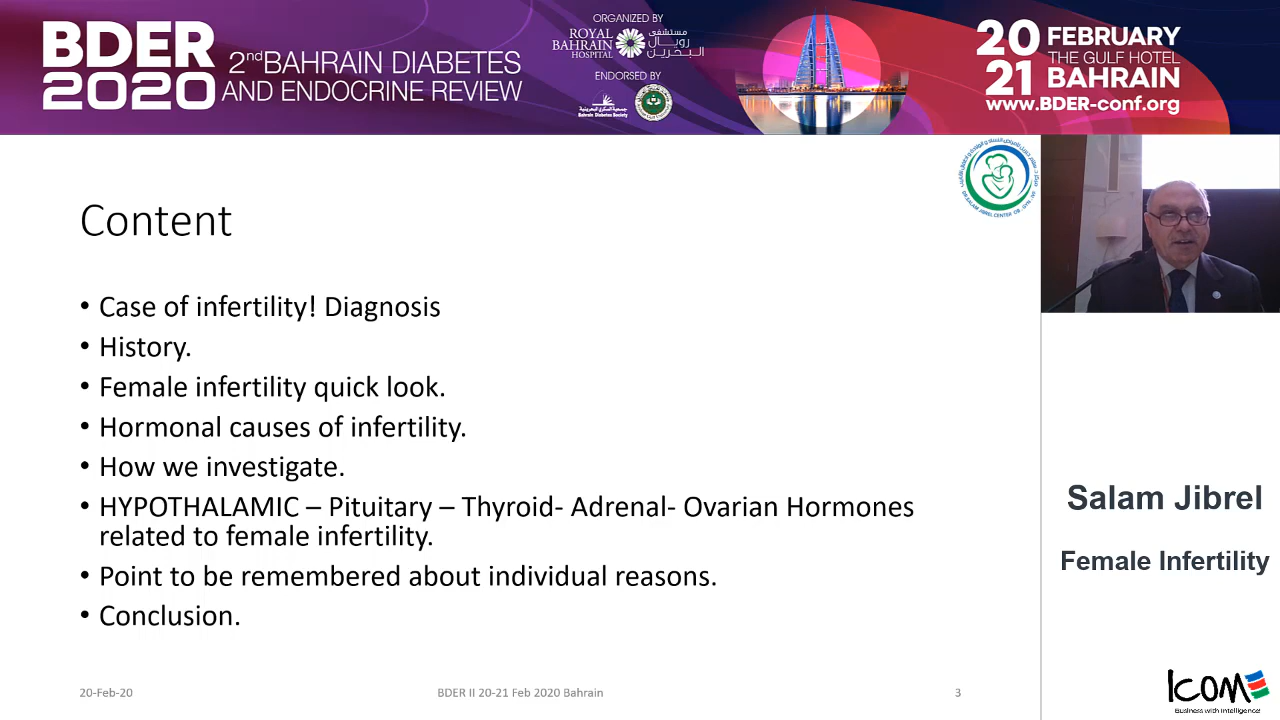 BDER
2020
2nd BAHRAIN DIABETES
AND ENDOCRINE REVIEW
ORGANIZED BY
ROYAL
BAHRAIN
HOSPITAL
مستشفى
رويال
البحرين
ENDORSED BY
Bahrain Diabetes Society
20
21
FEBRUARY
THE GULF HOTEL
BAHRAIN
www.BDER-conf.org
Content
• Case of infertility! Diagnosis
• History.
• Female infertility quick look.
• Hormonal causes of infertility.
• How we investigate.
• HYPOTHALAMIC – Pituitary – Thyroid- Adrenal- Ovarian Hormones
related to female infertility.
• Point to be remembered about individual reasons.
• Conclusion.
Salam Jibrel
Female Infertility
20-Feb-20
BDER II 20-21 Feb 2020 Bahrain
3
Icom
Business with Intelligence!